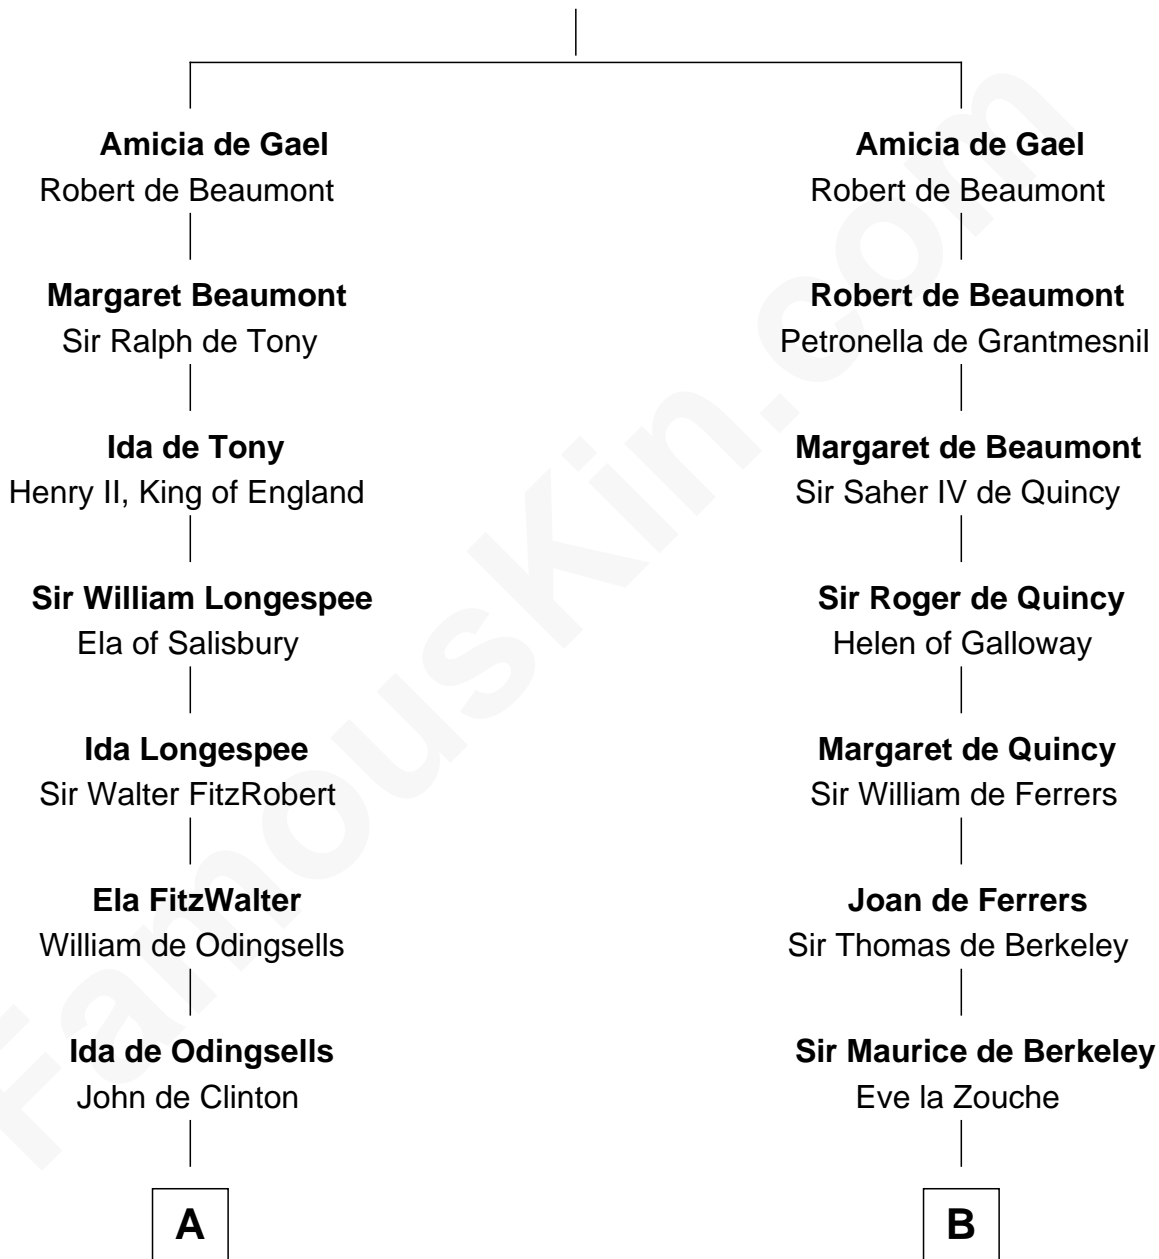 Amicia de Gael
Robert de Beaumont
Margaret Beaumont
Sir Ralph de Tony
Ida de Tony
Henry II, King of England
Sir William Longespee
Ela of Salisbury
Ida Longespee
Sir Walter FitzRobert
Ela FitzWalter
William de Odingsells
Ida de Odingsells
John de Clinton
A
Amicia de Gael
Robert de Beaumont
Robert de Beaumont
Petronella de Grantmesnil
Margaret de Beaumont
Sir Saher IV de Quincy
Sir Roger de Quincy
Helen of Galloway
Margaret de Quincy
Sir William de Ferrers
Joan de Ferrers
Sir Thomas de Berkeley
Sir Maurice de Berkeley
Eve la Zouche
B
FamousKin.com